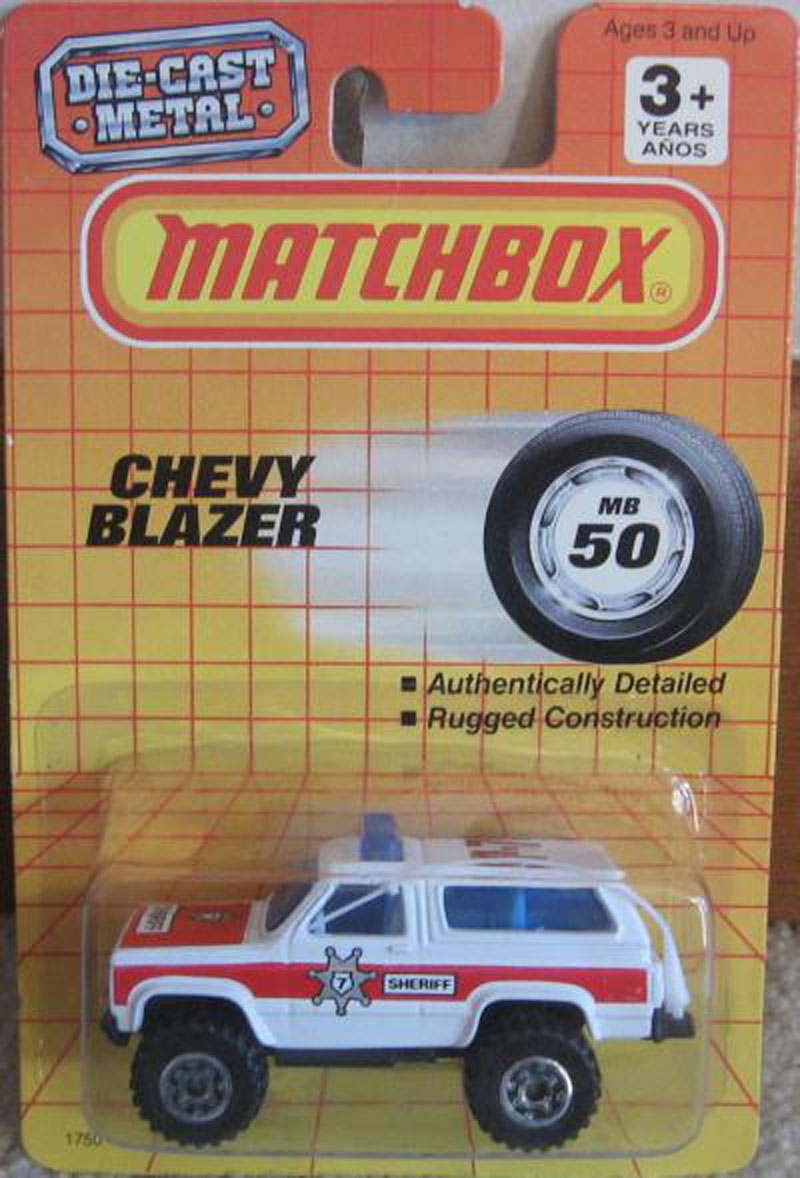 Ages 3 and Up
DIE-CAST
METAL
3+
YEARS
AÑOS
MATCHBOX®
CHEVY
BLAZER
MB
50
■ Authentically Detailed
■ Rugged Construction
7
SHERIFF
1750